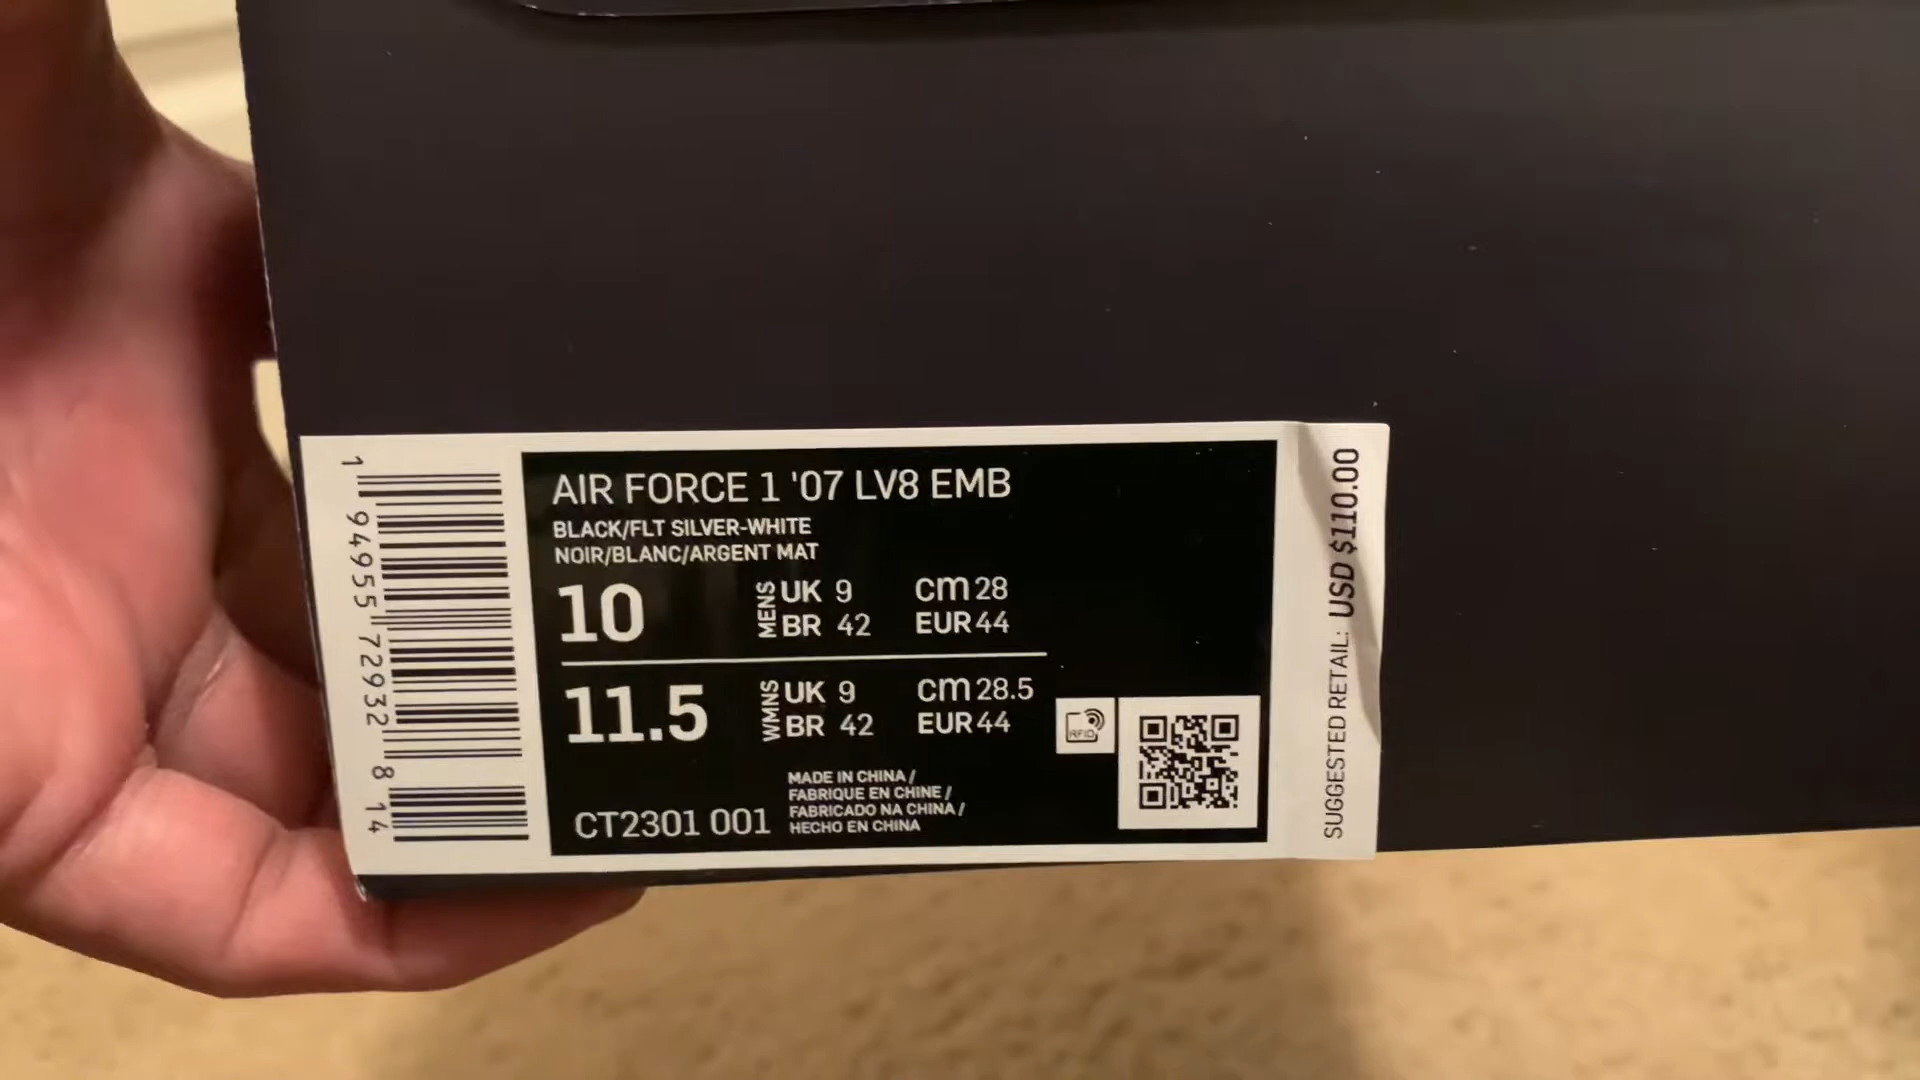 AIR FORCE 1 '07 LV8 EMB
BLACK/FLT SILVER-WHITE
NOIR/BLANC/ARGENT MAT
10 MENS UK 9 cm 28
BR 42 EUR 44
11.5 WMNS UK 9 cm 28.5
BR 42 EUR 44
MADE IN CHINA /
FABRIQUE EN CHINE /
FABRICADO NA CHINA /
HECHO EN CHINA
CT2301 001
RFID
1 94955 72932 8 14
SUGGESTED RETAIL: USD $110.00